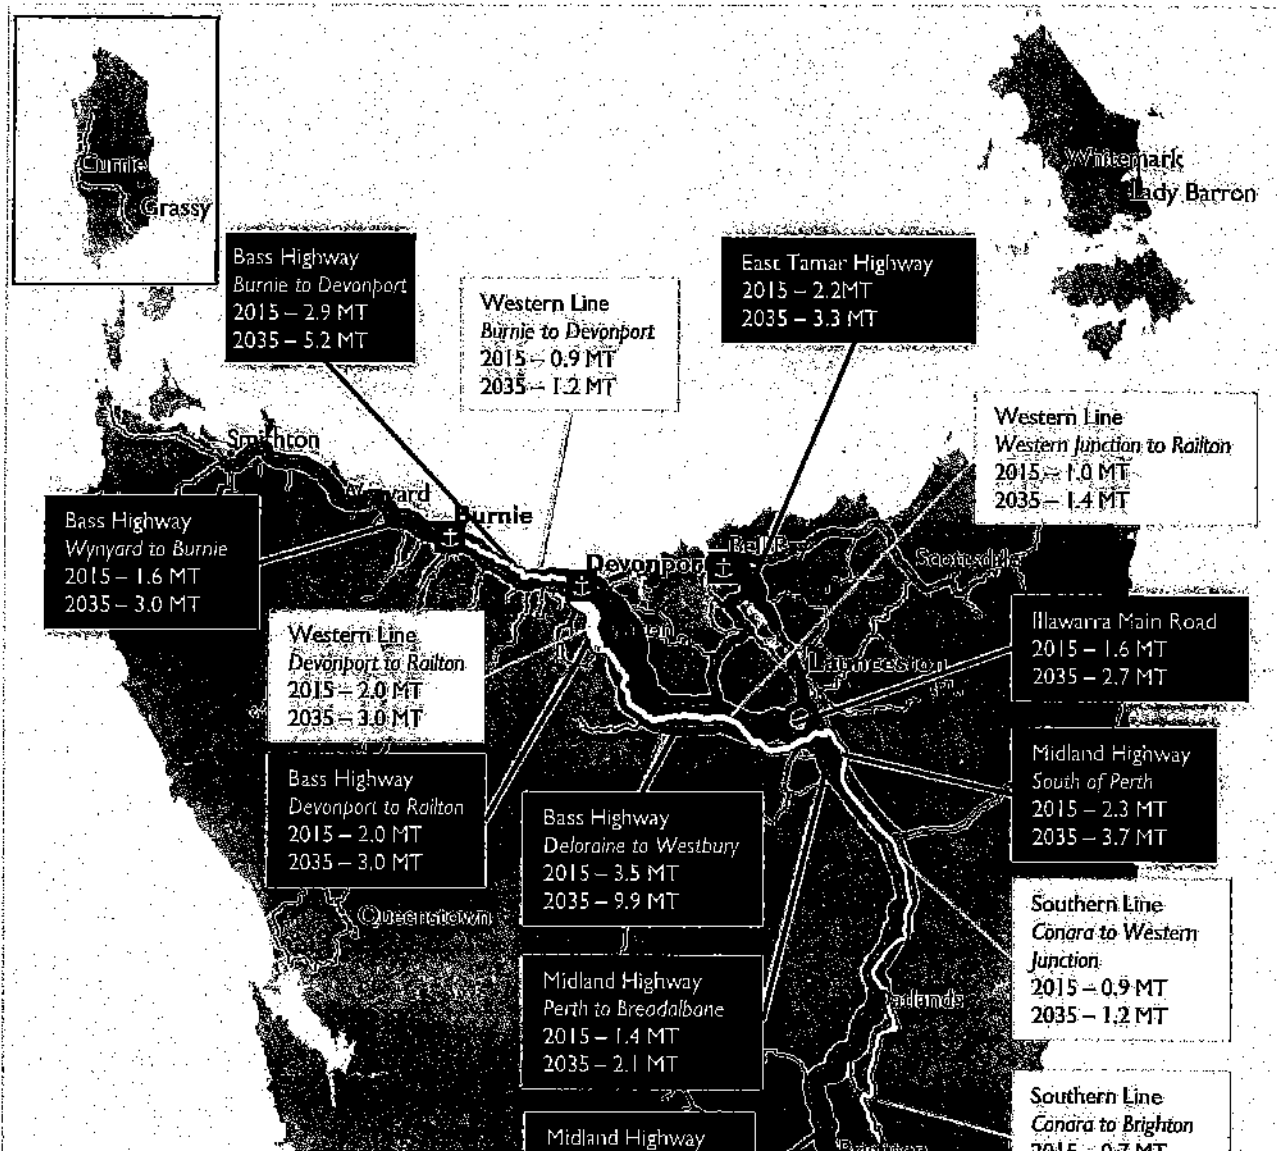 Currie
Grassy
Whitemark
Lady Barron
Bass Highway
Burnie to Devonport
2015 – 2.9 MT
2035 – 5.2 MT
Western Line
Burnie to Devonport
2015 – 0.9 MT
2035 – 1.2 MT
East Tamar Highway
2015 – 2.2MT
2035 – 3.3 MT
Western Line
Western Junction to Railton
2015 – 1.0 MT
2035 – 1.4 MT
Smithton
Burnie
Bass Highway
Wynyard to Burnie
2015 – 1.6 MT
2035 – 3.0 MT
Devonport
Scottsdale
Western Line
Devonport to Railton
2015 – 2.0 MT
2035 – 3.0 MT
Launceston
Illawarra Main Road
2015 – 1.6 MT
2035 – 2.7 MT
Bass Highway
Devonport to Railton
2015 – 2.0 MT
2035 – 3.0 MT
Bass Highway
Deloraine to Westbury
2015 – 3.5 MT
2035 – 9.9 MT
Midland Highway
South of Perth
2015 – 2.3 MT
2035 – 3.7 MT
Queenstown
Southern Line
Conara to Western
Junction
2015 – 0.9 MT
2035 – 1.2 MT
Midland Highway
Perth to Breadalbane
2015 – 1.4 MT
2035 – 2.1 MT
Midland Highway
Southern Line
Conara to Brighton
2015 – 0.7 MT